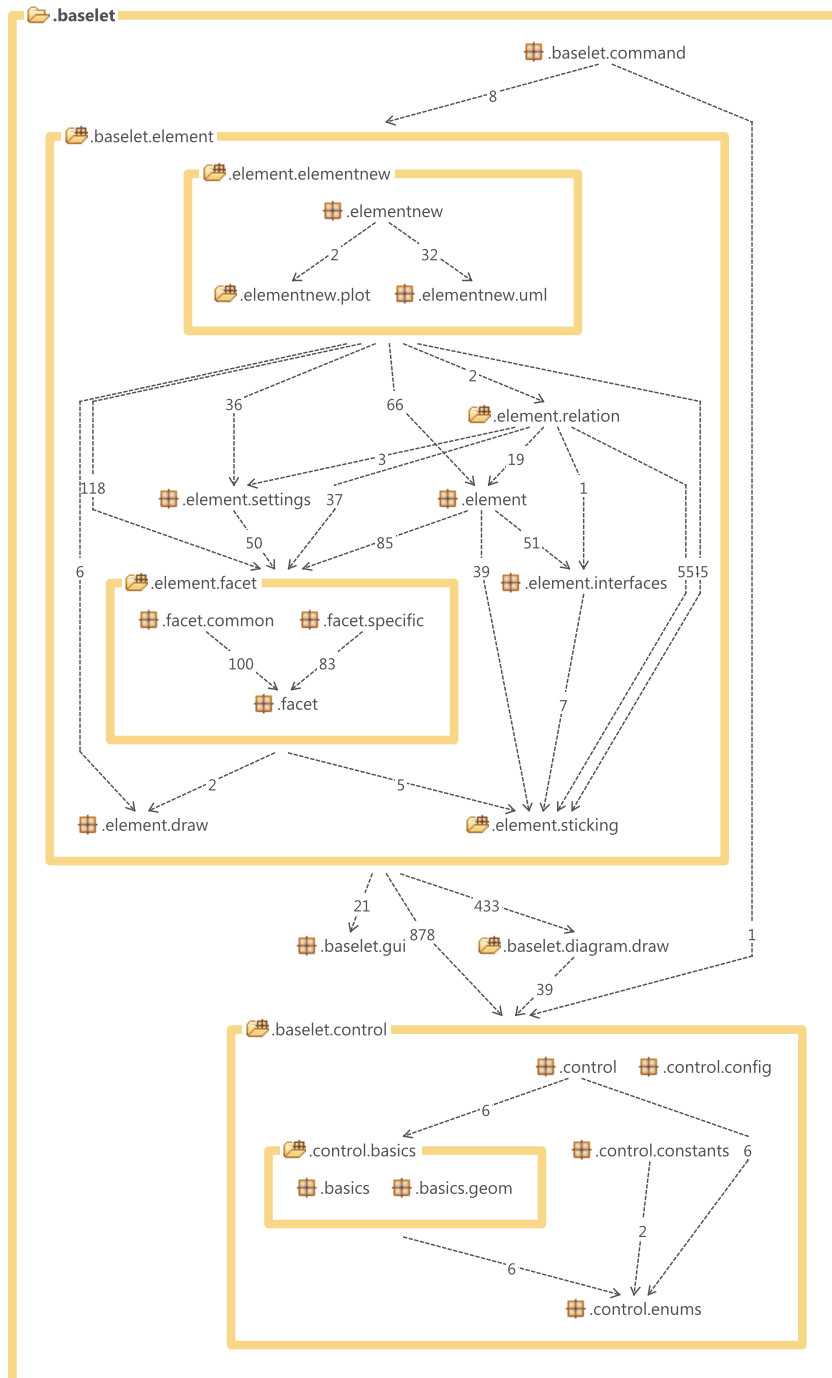 .baselet
.baselet.command
8
.baselet.element
.element.elementnew
.elementnew
2
32
.elementnew.plot
.elementnew.uml
2
36
66
.element.relation
3
19
118
.element.settings
37
.element
1
50
85
51
6
.element.facet
39
.element.interfaces
55
.facet.common
.facet.specific
100
83
.facet
7
2
5
.element.draw
.element.sticking
21
433
878
1
.baselet.gui
.baselet.diagram.draw
39
.baselet.control
.control
.control.config
6
.control.basics
.control.constants
6
.basics
.basics.geom
2
6
.control.enums